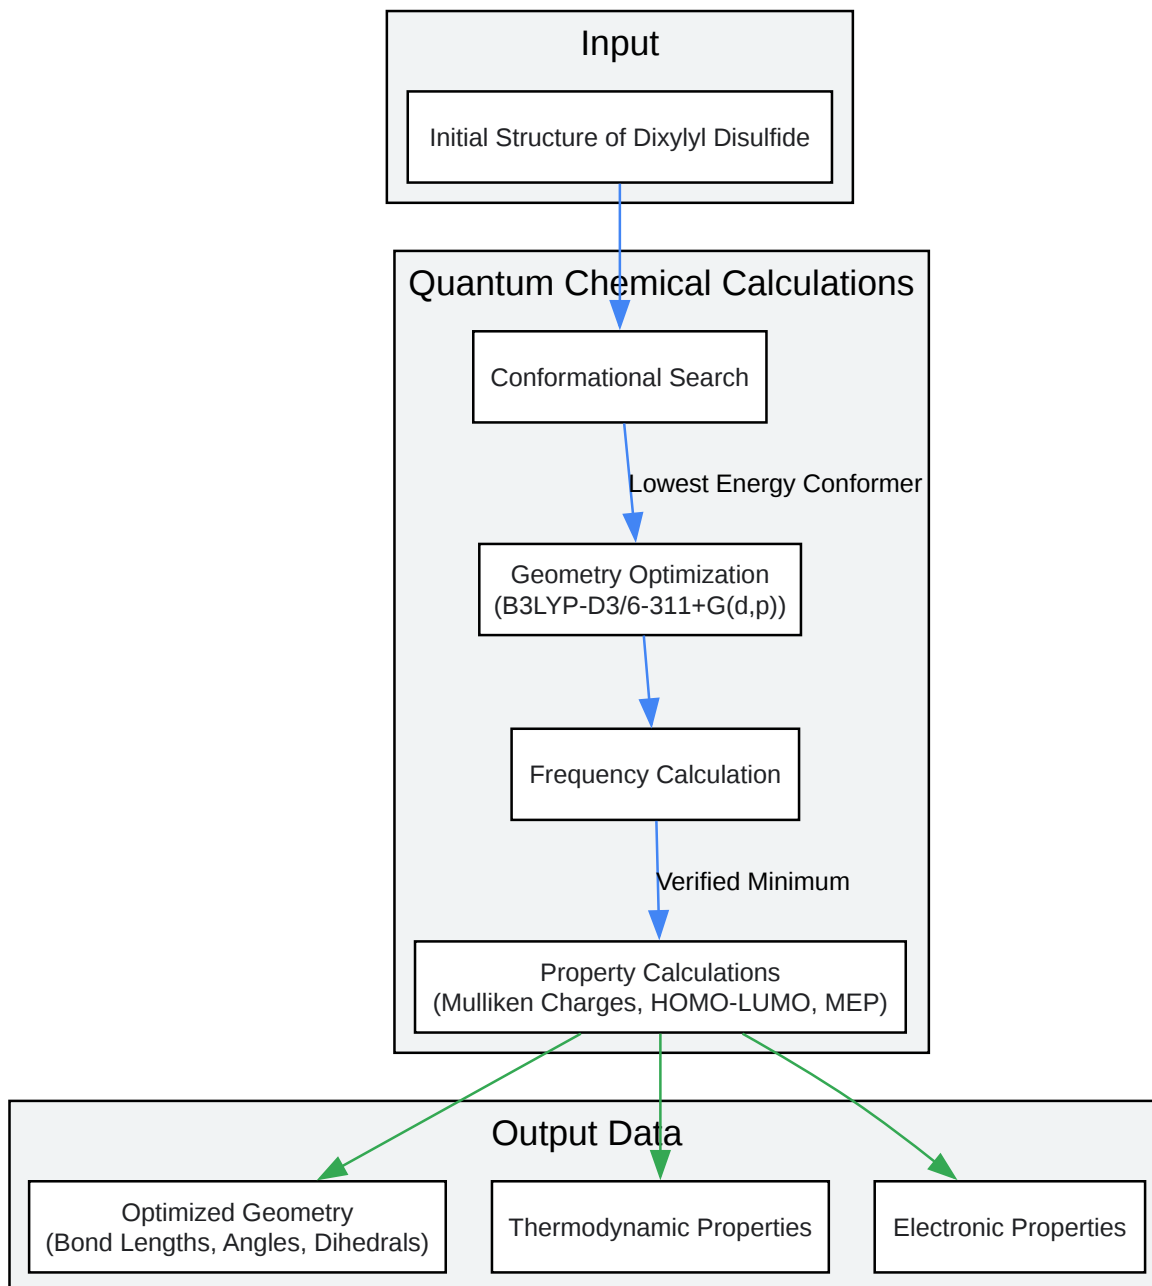 Input
Initial Structure of Dixylyl Disulfide
Quantum Chemical Calculations
Conformational Search
Lowest Energy Conformer
Geometry Optimization
(B3LYP-D3/6-311+G(d,p))
Frequency Calculation
Verified Minimum
Property Calculations
(Mulliken Charges, HOMO-LUMO, MEP)
Output Data
Optimized Geometry
(Bond Lengths, Angles, Dihedrals)
Thermodynamic Properties
Electronic Properties